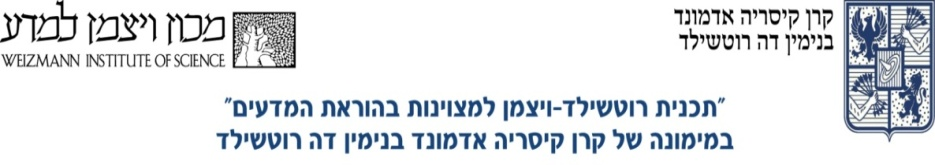 קרן קיסריה אדמונד
בנימין דה רוטשילד
מכון ויצמן למדע
WEIZMANN INSTITUTE OF SCIENCE
"תכנית רוטשילד-ויצמן למצוינות בהוראת המדעים"
במימונה של קרן קיסריה אדמונד בנימין דה רוטשילד